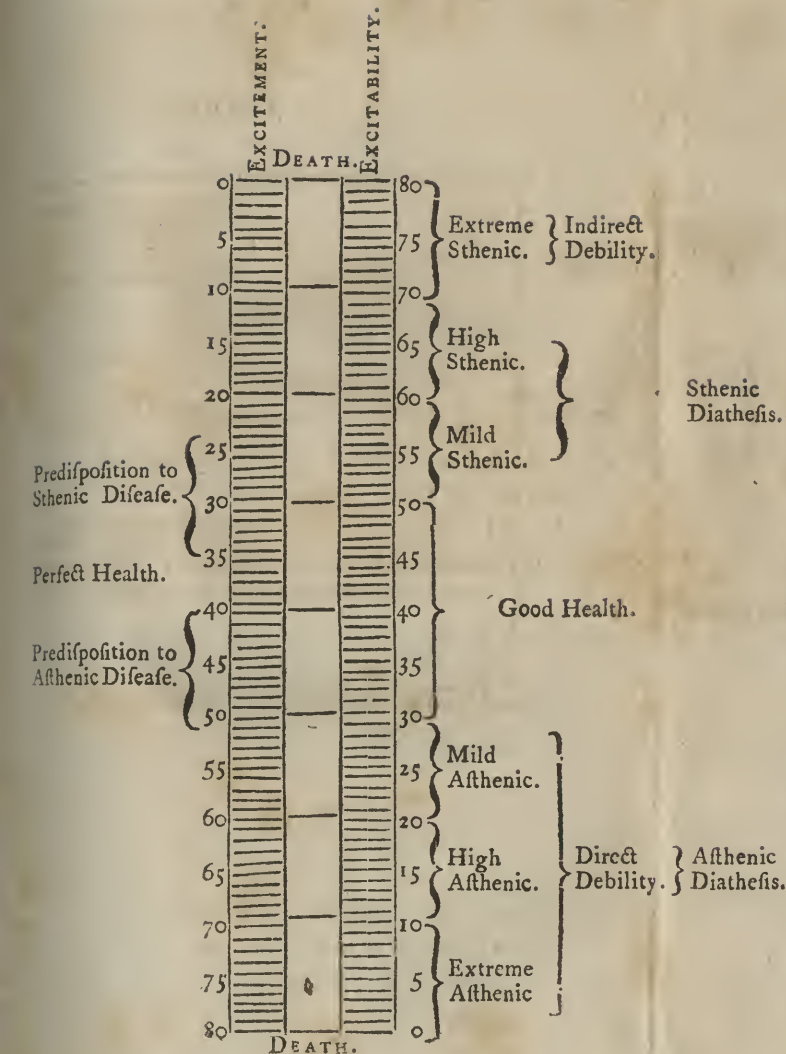 EXCITEMENT.
EXCITABILITY.
DEATH.
0
5
10
15
20
25
30
35
40
45
50
55
60
65
70
75
80
80
75
70
65
60
55
50
45
40
35
30
25
20
15
10
5
0
Extreme
Sthenic.
Indirect
Debility.
High
Sthenic.
Mild
Sthenic.
Sthenic
Diatheſis.
Prediſpoſition to
Sthenic Diſeaſe.
Perfect Health.
Good Health.
Prediſpoſition to
Aſthenic Diſeaſe.
Mild
Aſthenic.
High
Aſthenic.
Direct
Debility.
Aſthenic
Diatheſis.
Extreme
Aſthenic
DEATH.